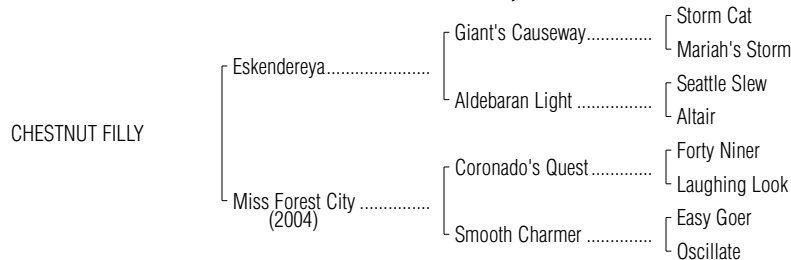 Storm Cat
Giant's Causeway..............
Mariah's Storm
Eskendereya......................
Seattle Slew
Aldebaran Light ................
Altair
CHESTNUT FILLY
Forty Niner
Coronado's Quest.............
Laughing Look
Miss Forest City ...............
(2004)
Easy Goer
Smooth Charmer ..............
Oscillate